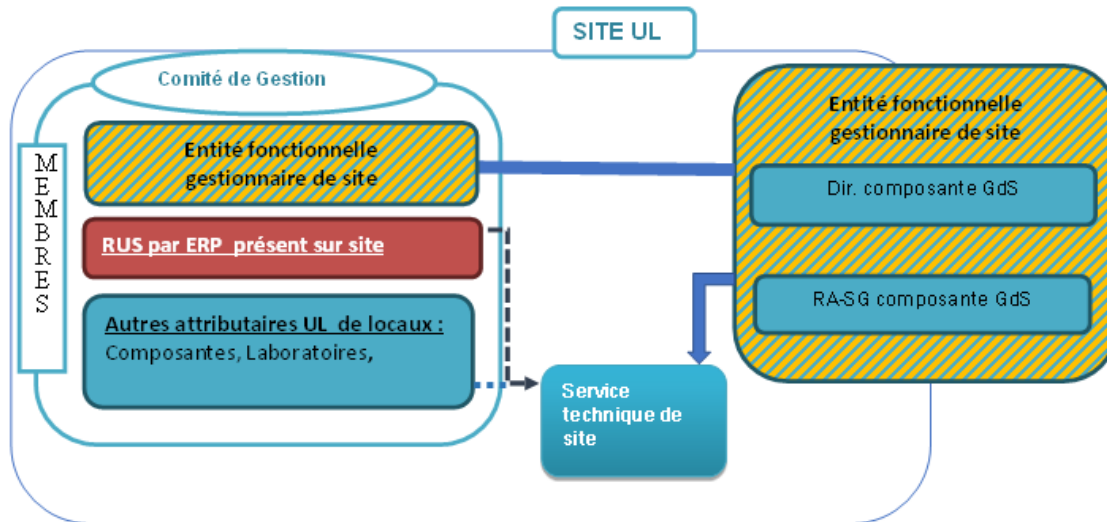 SITE UL
Comité de Gestion
MEMBRES
Entité fonctionnelle
gestionnaire de site
RUS par ERP présent sur site
Autres attributaires UL de locaux :
Composantes, Laboratoires,
Service
technique de
site
Entité fonctionnelle
gestionnaire de site
Dir. composante GdS
RA-SG composante GdS